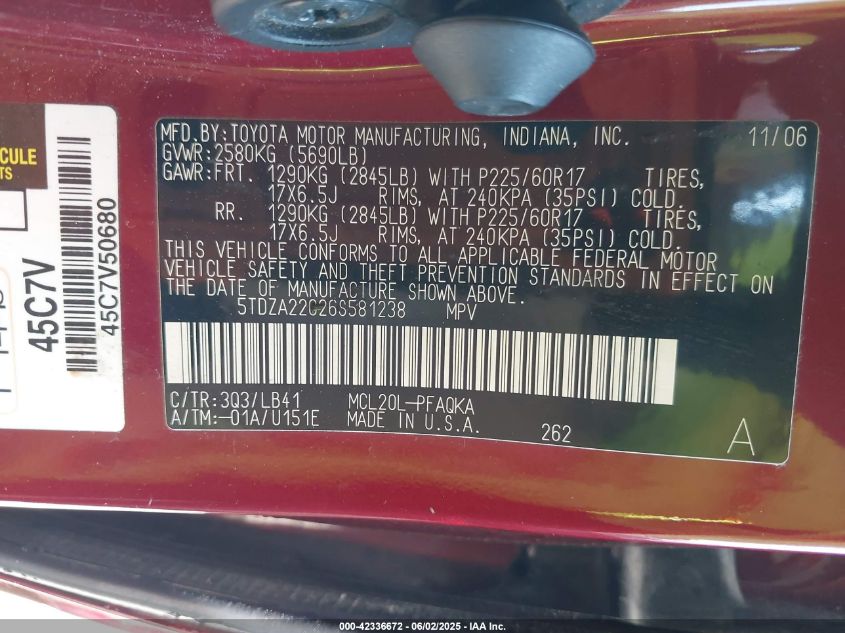 MFD.BY:TOYOTA MOTOR MANUFACTURING, INDIANA, INC. 11/06
GVWR:2580KG (5690LB)
GAWR:FRT. 1290KG (2845LB) WITH P225/60R17 TIRES,
17X6.5J RIMS, AT 240KPA (35PSI) COLD.
RR. 1290KG (2845LB) WITH P225/60R17 TIRES,
17X6.5J RIMS, AT 240KPA (35PSI) COLD.
THIS VEHICLE CONFORMS TO ALL APPLICABLE FEDERAL MOTOR
VEHICLE SAFETY AND THEFT PREVENTION STANDARDS IN EFFECT ON
THE DATE OF MANUFACTURE SHOWN ABOVE.
5TDZA22C26S581238 MPV
C/TR:3Q3/LB41 MCL20L-PFAQKA
A/TM:-01A/U151E MADE IN U.S.A. 262 A
45C7V
45C7V50680
000-42336672 - 06/02/2025 - IAA Inc.